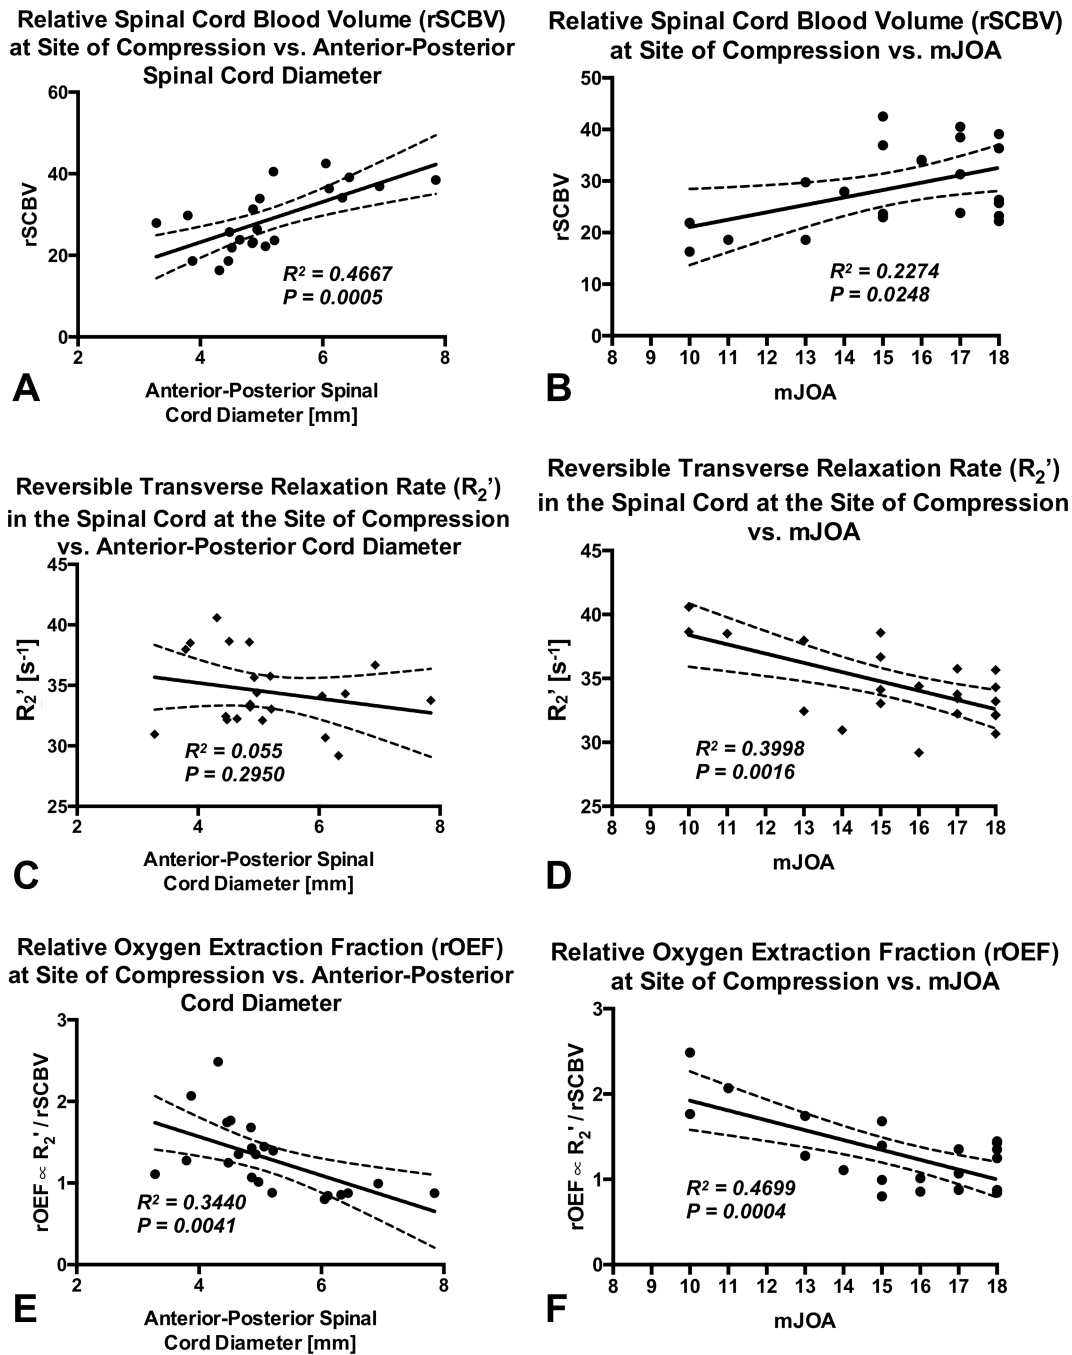 Relative Spinal Cord Blood Volume (rSCBV)
at Site of Compression vs. Anterior-Posterior
Spinal Cord Diameter
60
40
20
0
rSCBV
R² = 0.4667
P = 0.0005
2 4 6 8
Anterior-Posterior Spinal
Cord Diameter [mm]
A
Relative Spinal Cord Blood Volume (rSCBV)
at Site of Compression vs. mJOA
50
40
30
20
10
0
rSCBV
R² = 0.2274
P = 0.0248
8 9 10 11 12 13 14 15 16 17 18
mJOA
B
Reversible Transverse Relaxation Rate (R₂’)
in the Spinal Cord at the Site of Compression
vs. Anterior-Posterior Cord Diameter
45
40
35
30
25
R₂’ [s⁻¹]
R² = 0.055
P = 0.2950
2 4 6 8
Anterior-Posterior Spinal
Cord Diameter [mm]
C
Reversible Transverse Relaxation Rate (R₂’)
in the Spinal Cord at the Site of Compression
vs. mJOA
45
40
35
30
25
R₂’ [s⁻¹]
R² = 0.3998
P = 0.0016
8 9 10 11 12 13 14 15 16 17 18
mJOA
D
Relative Oxygen Extraction Fraction (rOEF)
at Site of Compression vs. Anterior-Posterior
Cord Diameter
3
2
1
0
rOEF ∝ R₂' / rSCBV
R² = 0.3440
P = 0.0041
2 4 6 8
Anterior-Posterior Spinal
Cord Diameter [mm]
E
Relative Oxygen Extraction Fraction (rOEF)
at Site of Compression vs. mJOA
3
2
1
0
rOEF ∝ R₂' / rSCBV
R² = 0.4699
P = 0.0004
8 9 10 11 12 13 14 15 16 17 18
mJOA
F